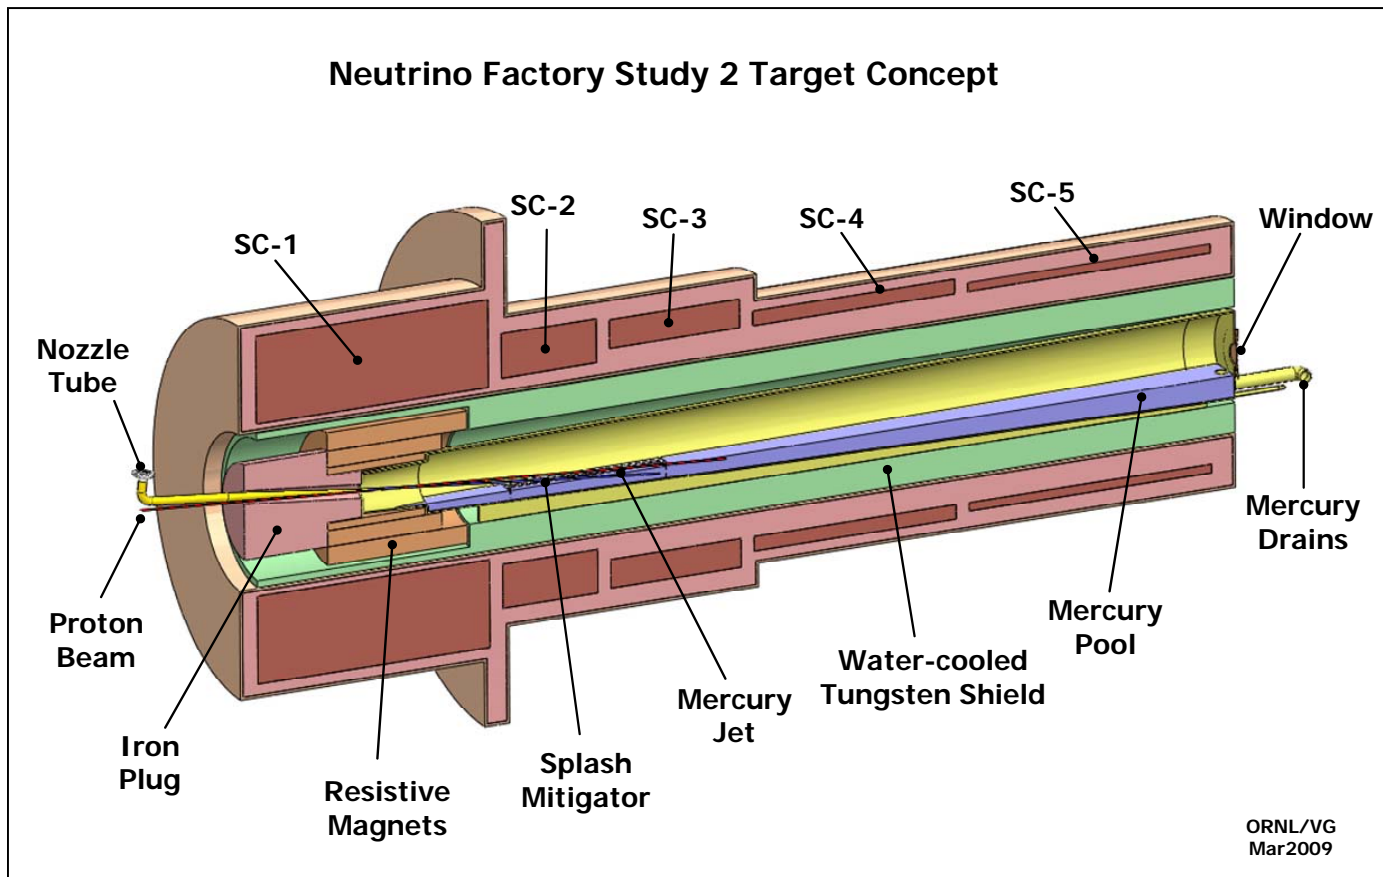 Neutrino Factory Study 2 Target Concept
SC-1
SC-2
SC-3
SC-4
SC-5
Window
Nozzle
Tube
Proton
Beam
Iron
Plug
Resistive
Magnets
Splash
Mitigator
Mercury
Jet
Water-cooled
Tungsten Shield
Mercury
Pool
Mercury
Drains
ORNL/VG
Mar2009